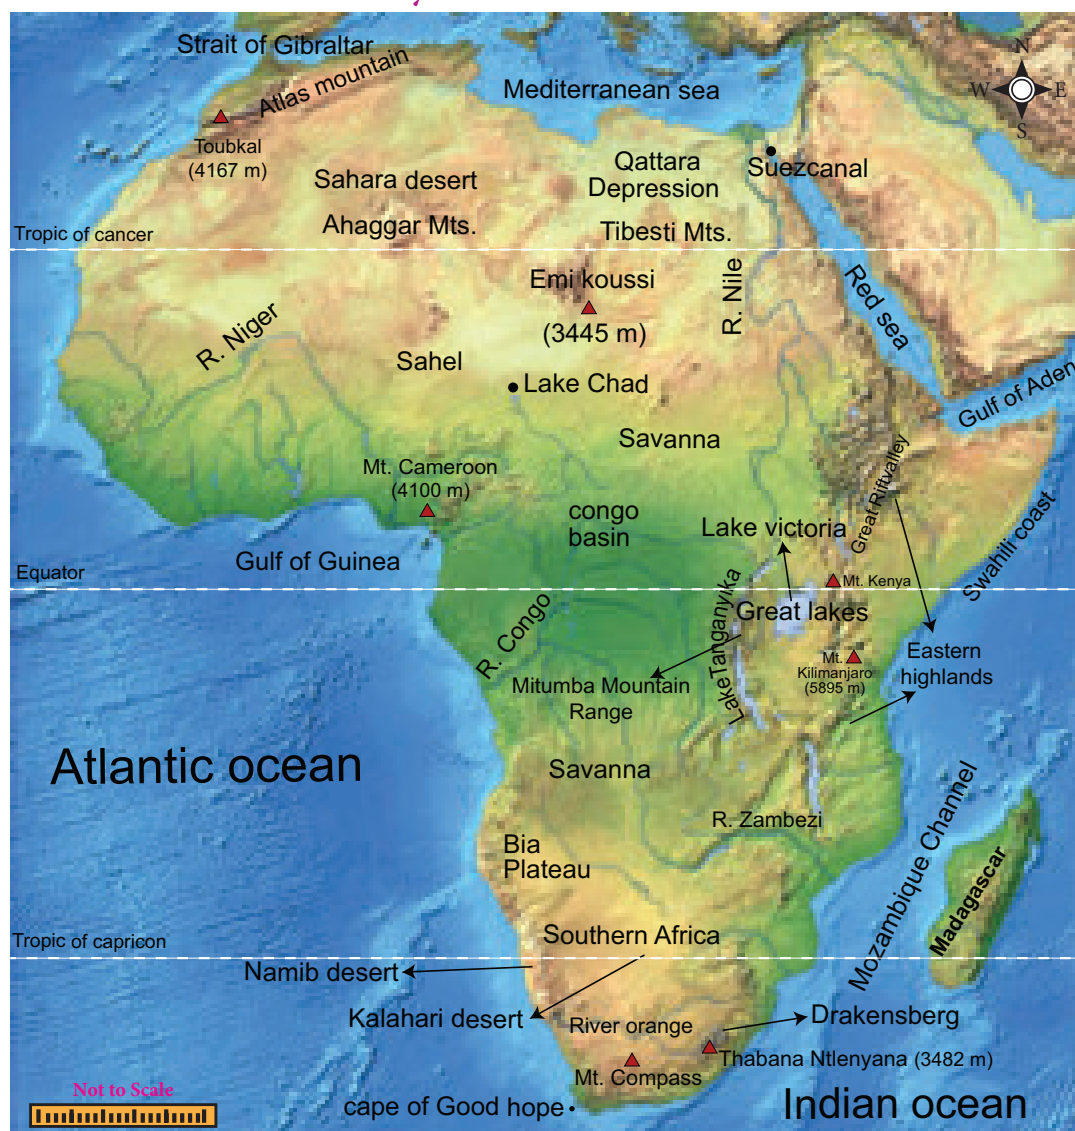 Strait of Gibraltar
Atlas mountain
Mediterranean sea
N
W
E
S
Toubkal
(4167 m)
Sahara desert
Qattara
Depression
Suezcanal
Ahaggar Mts.
Tibesti Mts.
Tropic of cancer
Emi koussi
(3445 m)
R. Nile
Red sea
R. Niger
Sahel
Lake Chad
Gulf of Aden
Savanna
Great Riftvalley
Mt. Cameroon
(4100 m)
congo
basin
Lake victoria
Swahili coast
Gulf of Guinea
Equator
Mt. Kenya
Great lakes
LakeTanganyika
R. Congo
Mt.
Kilimanjaro
(5895 m)
Eastern
highlands
Mitumba Mountain
Range
Atlantic ocean
Savanna
R. Zambezi
Bia
Plateau
Mozambique Channel
Madagascar
Tropic of capricon
Southern Africa
Namib desert
Kalahari desert
River orange
Drakensberg
Thabana Ntlenyana (3482 m)
Mt. Compass
Not to Scale
cape of Good hope
Indian ocean